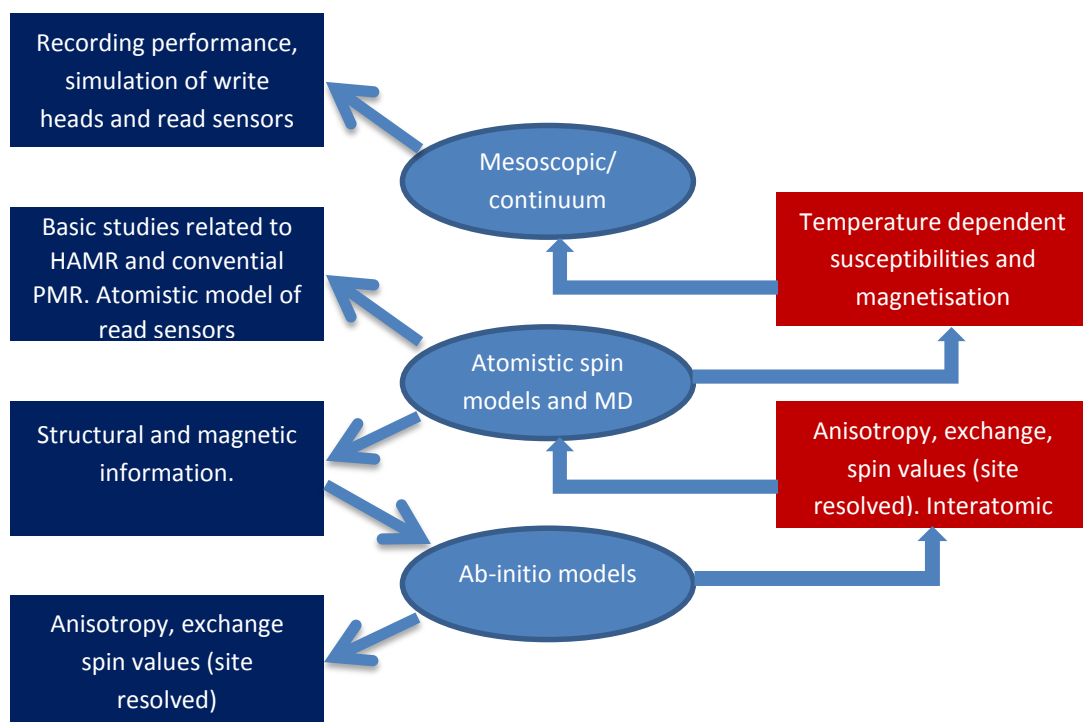 Recording performance,
simulation of write
heads and read sensors
Mesoscopic/
continuum
Basic studies related to
HAMR and convential
PMR. Atomistic model of
read sensors
Temperature dependent
susceptibilities and
magnetisation
Atomistic spin
models and MD
Structural and magnetic
information.
Anisotropy, exchange,
spin values (site
resolved). Interatomic
Ab-initio models
Anisotropy, exchange
spin values (site
resolved)